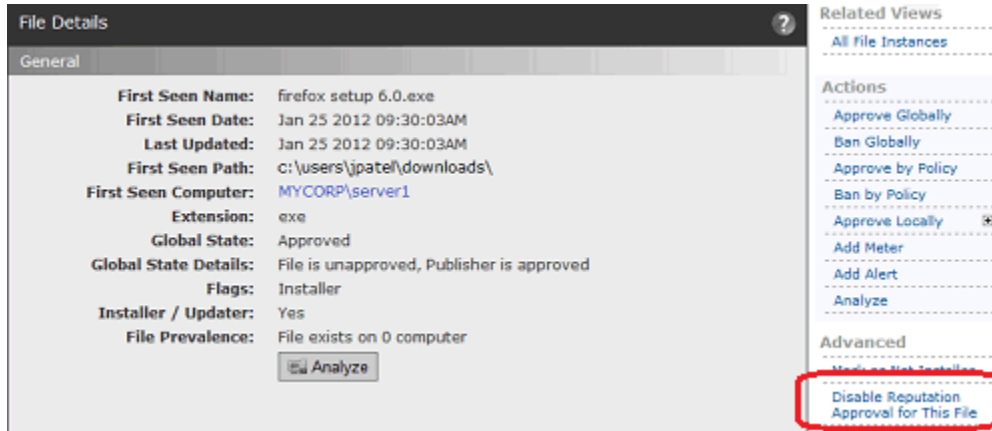 File Details
?
General
First Seen Name: firefox setup 6.0.exe
First Seen Date: Jan 25 2012 09:30:03AM
Last Updated: Jan 25 2012 09:30:03AM
First Seen Path: c:\users\jpatel\downloads\
First Seen Computer: MYCORP\server1
Extension: exe
Global State: Approved
Global State Details: File is unapproved, Publisher is approved
Flags: Installer
Installer / Updater: Yes
File Prevalence: File exists on 0 computer
Analyze
Related Views
All File Instances
Actions
Approve Globally
Ban Globally
Approve by Policy
Ban by Policy
Approve Locally
Add Meter
Add Alert
Analyze
Advanced
Mark as Not Installer
Disable Reputation
Approval for This File